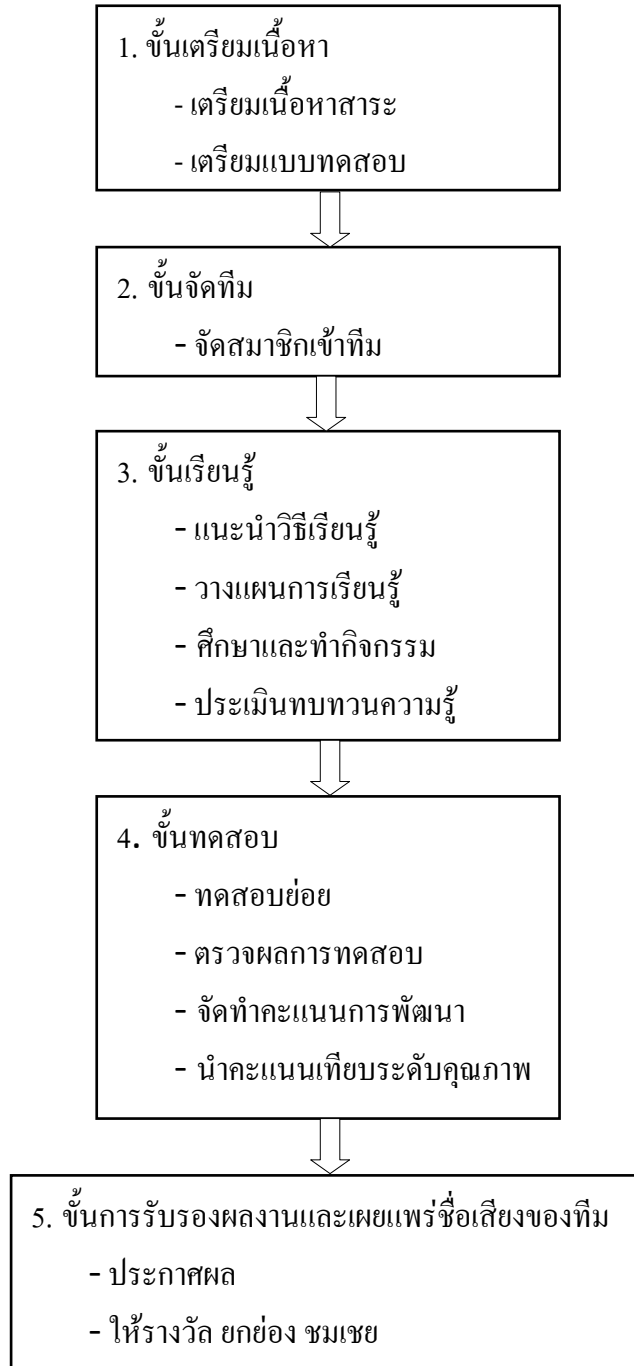 1. ขั้นเตรียมเนื้อหา
- เตรียมเนื้อหาสาระ
- เตรียมแบบทดสอบ
2. ขั้นจัดทีม
- จัดสมาชิกเข้าทีม
3. ขั้นเรียนรู้
- แนะนำวิธีเรียนรู้
- วางแผนการเรียนรู้
- ศึกษาและทำกิจกรรม
- ประเมินทบทวนความรู้
4. ขั้นทดสอบ
- ทดสอบย่อย
- ตรวจผลการทดสอบ
- จัดทำคะแนนการพัฒนา
- นำคะแนนเทียบระดับคุณภาพ
5. ขั้นการรับรองผลงานและเผยแพร่ชื่อเสียงของทีม
- ประกาศผล
- ให้รางวัล ยกย่อง ชมเชย